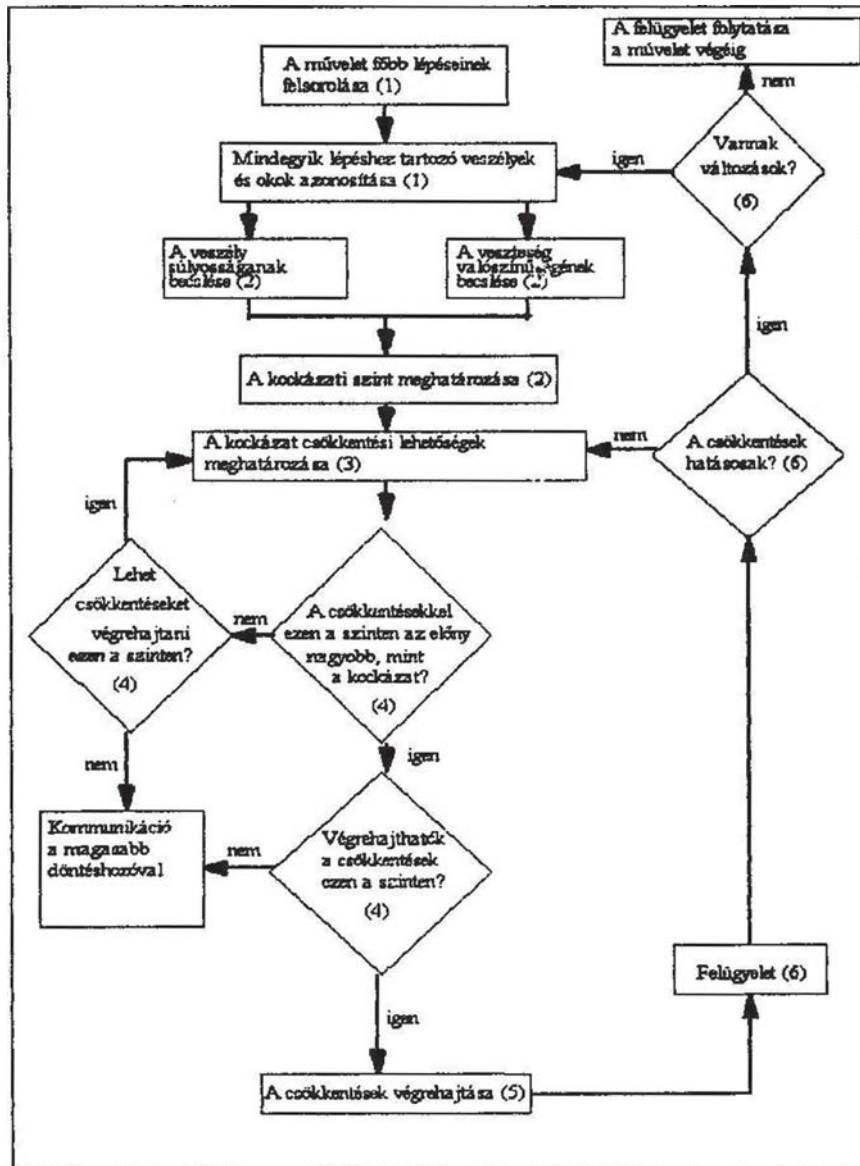 A felügyelet folytatása
a művelet végéig
A művelet főbb lépéseinek
felsorolása (1)
nem
Vannak
változások?
(6)
igen
Mindegyik lépéshez tartozó veszélyek
és okok azonosítása (1)
A veszély
súlyosságanak
becslése (2)
A veszteség
becslése (2)
igen
A kockázati szint meghatározása (2)
A kockázat csökkentési lehetőségek
meghatározása (3)
nem
A csökkentések
hatásosak? (6)
igen
Lehet
csökkentéseket
végrehajtani
ezen a szinten?
(4)
nem
A csökkentésekkel
ezen a szinten az előny
nagyobb, mint
a kockázat?
(4)
nem
igen
Kommunikáció
a magasabb
döntéshozóval
nem
Végrehajthatók
a csökkentések
ezen a szinten?
(4)
Felügyelet (6)
igen
A csökkentések végrehajtása (5)